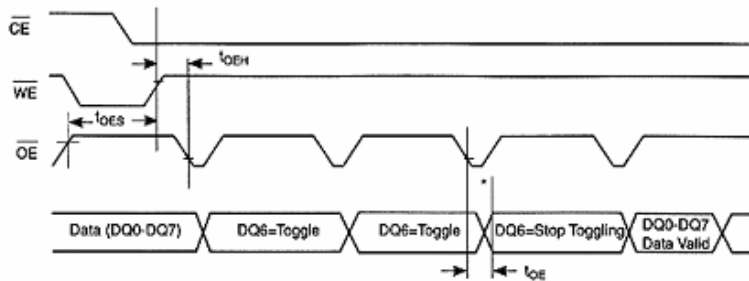 CE
tOEH
WE
tOES
OE
*
Data (DQ0-DQ7)
DQ6=Toggle
DQ6=Toggle
DQ6=Stop Toggling
DQ0-DQ7
Data Valid
tOE